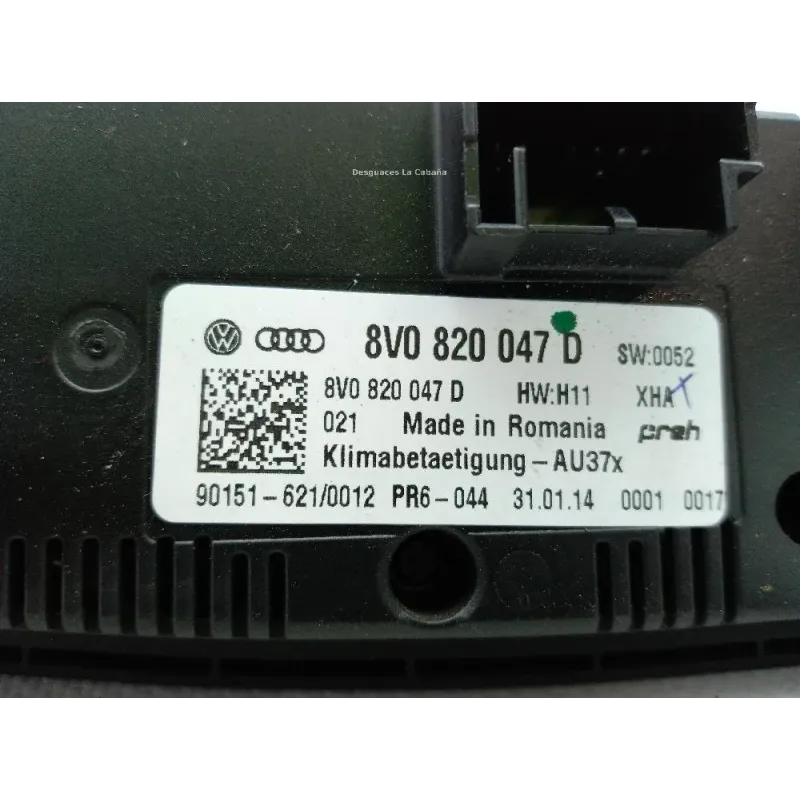 Desguaces La Cabaña
8V0 820 047 D SW:0052
8V0 820 047 D HW:H11 XHA
021 Made in Romania preh
Klimabetaetigung-AU37x
90151-621/0012 PR6-044 31.01.14 0001 0017